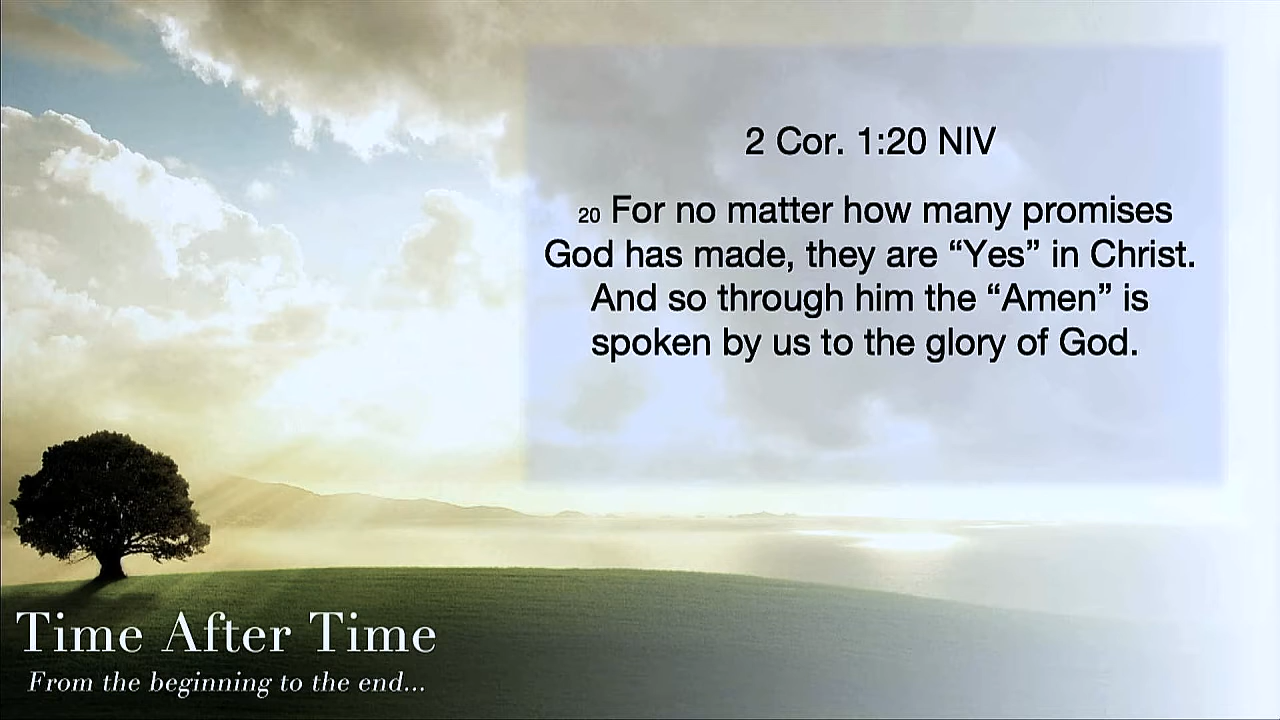 2 Cor. 1:20 NIV
20 For no matter how many promises
God has made, they are “Yes” in Christ.
And so through him the “Amen” is
spoken by us to the glory of God.
Time After Time
From the beginning to the end...